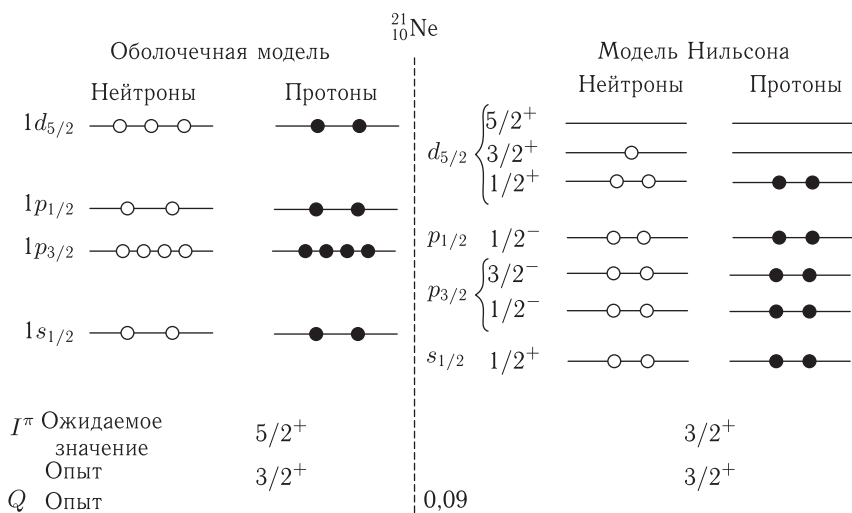 ²¹₁₀Ne
Оболочечная модель
Нейтроны Протоны
1d₅/₂
1p₁/₂
1p₃/₂
1s₁/₂
Модель Нильсона
Нейтроны Протоны
d₅/₂ 5/2⁺
3/2⁺
1/2⁺
p₁/₂ 1/2⁻
p₃/₂ 3/2⁻
1/2⁻
s₁/₂ 1/2⁺
I^π Ожидаемое
значение 5/2⁺ 3/2⁺
Опыт 3/2⁺ 3/2⁺
Q Опыт 0,09